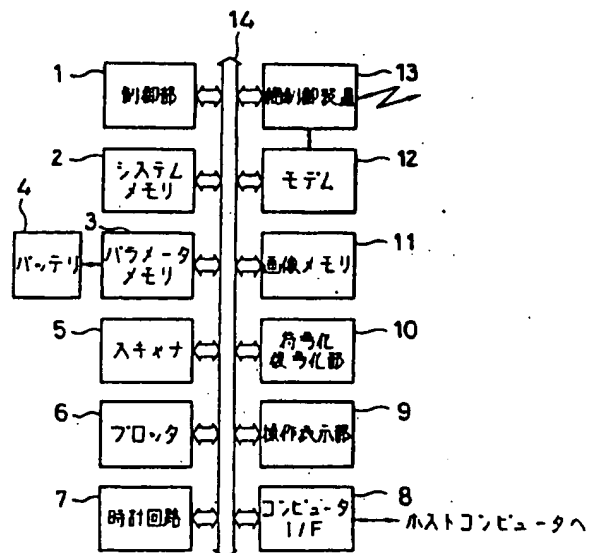 14
1
制御部
13
網制御装置
2
システム
メモリ
12
モデム
4
バッテリ
3
パラメータ
メモリ
11
画像メモリ
5
スキャナ
10
符号化
復号化部
6
プロッタ
9
操作表示部
7
時計回路
8
コンピュータ
I/F
ホストコンピュータへ